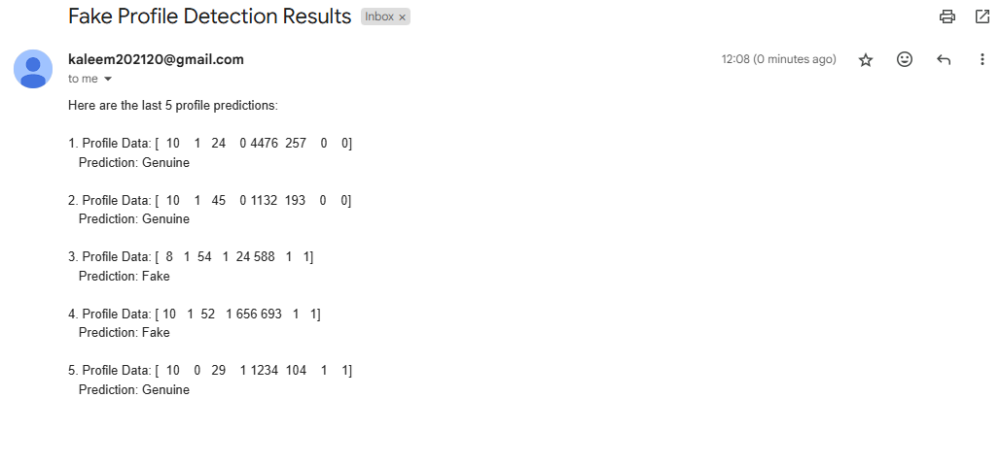 Fake Profile Detection Results Inbox ×
kaleem202120@gmail.com 12:08 (0 minutes ago)
to me
Here are the last 5 profile predictions:
1. Profile Data: [ 10 1 24 0 4476 257 0 0]
Prediction: Genuine
2. Profile Data: [ 10 1 45 0 1132 193 0 0]
Prediction: Genuine
3. Profile Data: [ 8 1 54 1 24 588 1 1]
Prediction: Fake
4. Profile Data: [ 10 1 52 1 656 693 1 1]
Prediction: Fake
5. Profile Data: [ 10 0 29 1 1234 104 1 1]
Prediction: Genuine